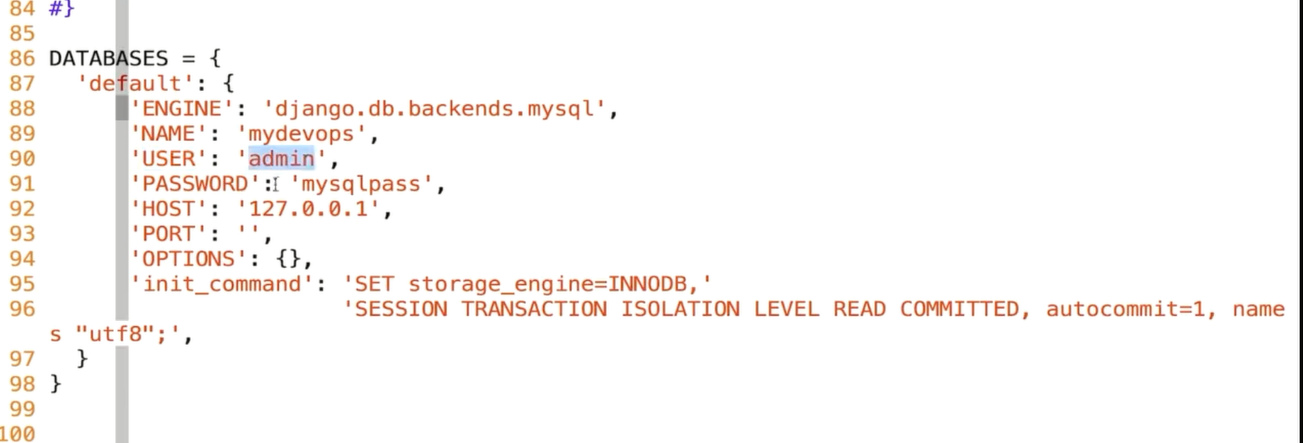 84 #}
85
86 DATABASES = {
87   'default': {
88       'ENGINE': 'django.db.backends.mysql',
89       'NAME': 'mydevops',
90       'USER': 'admin',
91       'PASSWORD': 'mysqlpass',
92       'HOST': '127.0.0.1',
93       'PORT': '',
94       'OPTIONS': {},
95       'init_command': 'SET storage_engine=INNODB,'
96                       'SESSION TRANSACTION ISOLATION LEVEL READ COMMITTED, autocommit=1, name
s "utf8";',
97   }
98 }
99
100